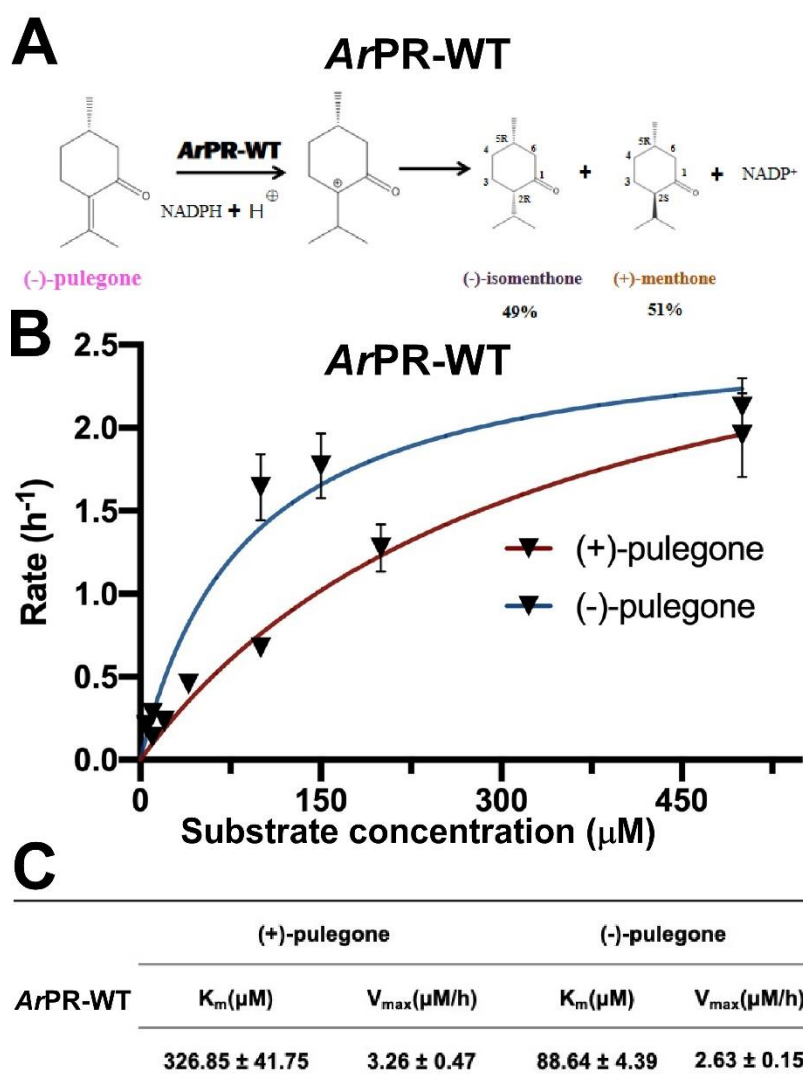 A
ArPR-WT
ArPR-WT
NADPH + H⊕
O
⊕
O
5R
6
4
1
3
O
2R
+
5R
6
4
1
3
O
2S
+
NADP+
(-)-pulegone
(-)-isomenthone
(+)-menthone
49%
51%
B
ArPR-WT
2.5
2.0
1.5
1.0
0.5
0.0
Rate (h-1)
(+)-pulegone
(-)-pulegone
0
150
300
450
Substrate concentration (µM)
C
(+)-pulegone
(-)-pulegone
ArPR-WT
Km(µM)
Vmax(µM/h)
Km(µM)
Vmax(µM/h)
326.85 ± 41.75
3.26 ± 0.47
88.64 ± 4.39
2.63 ± 0.15